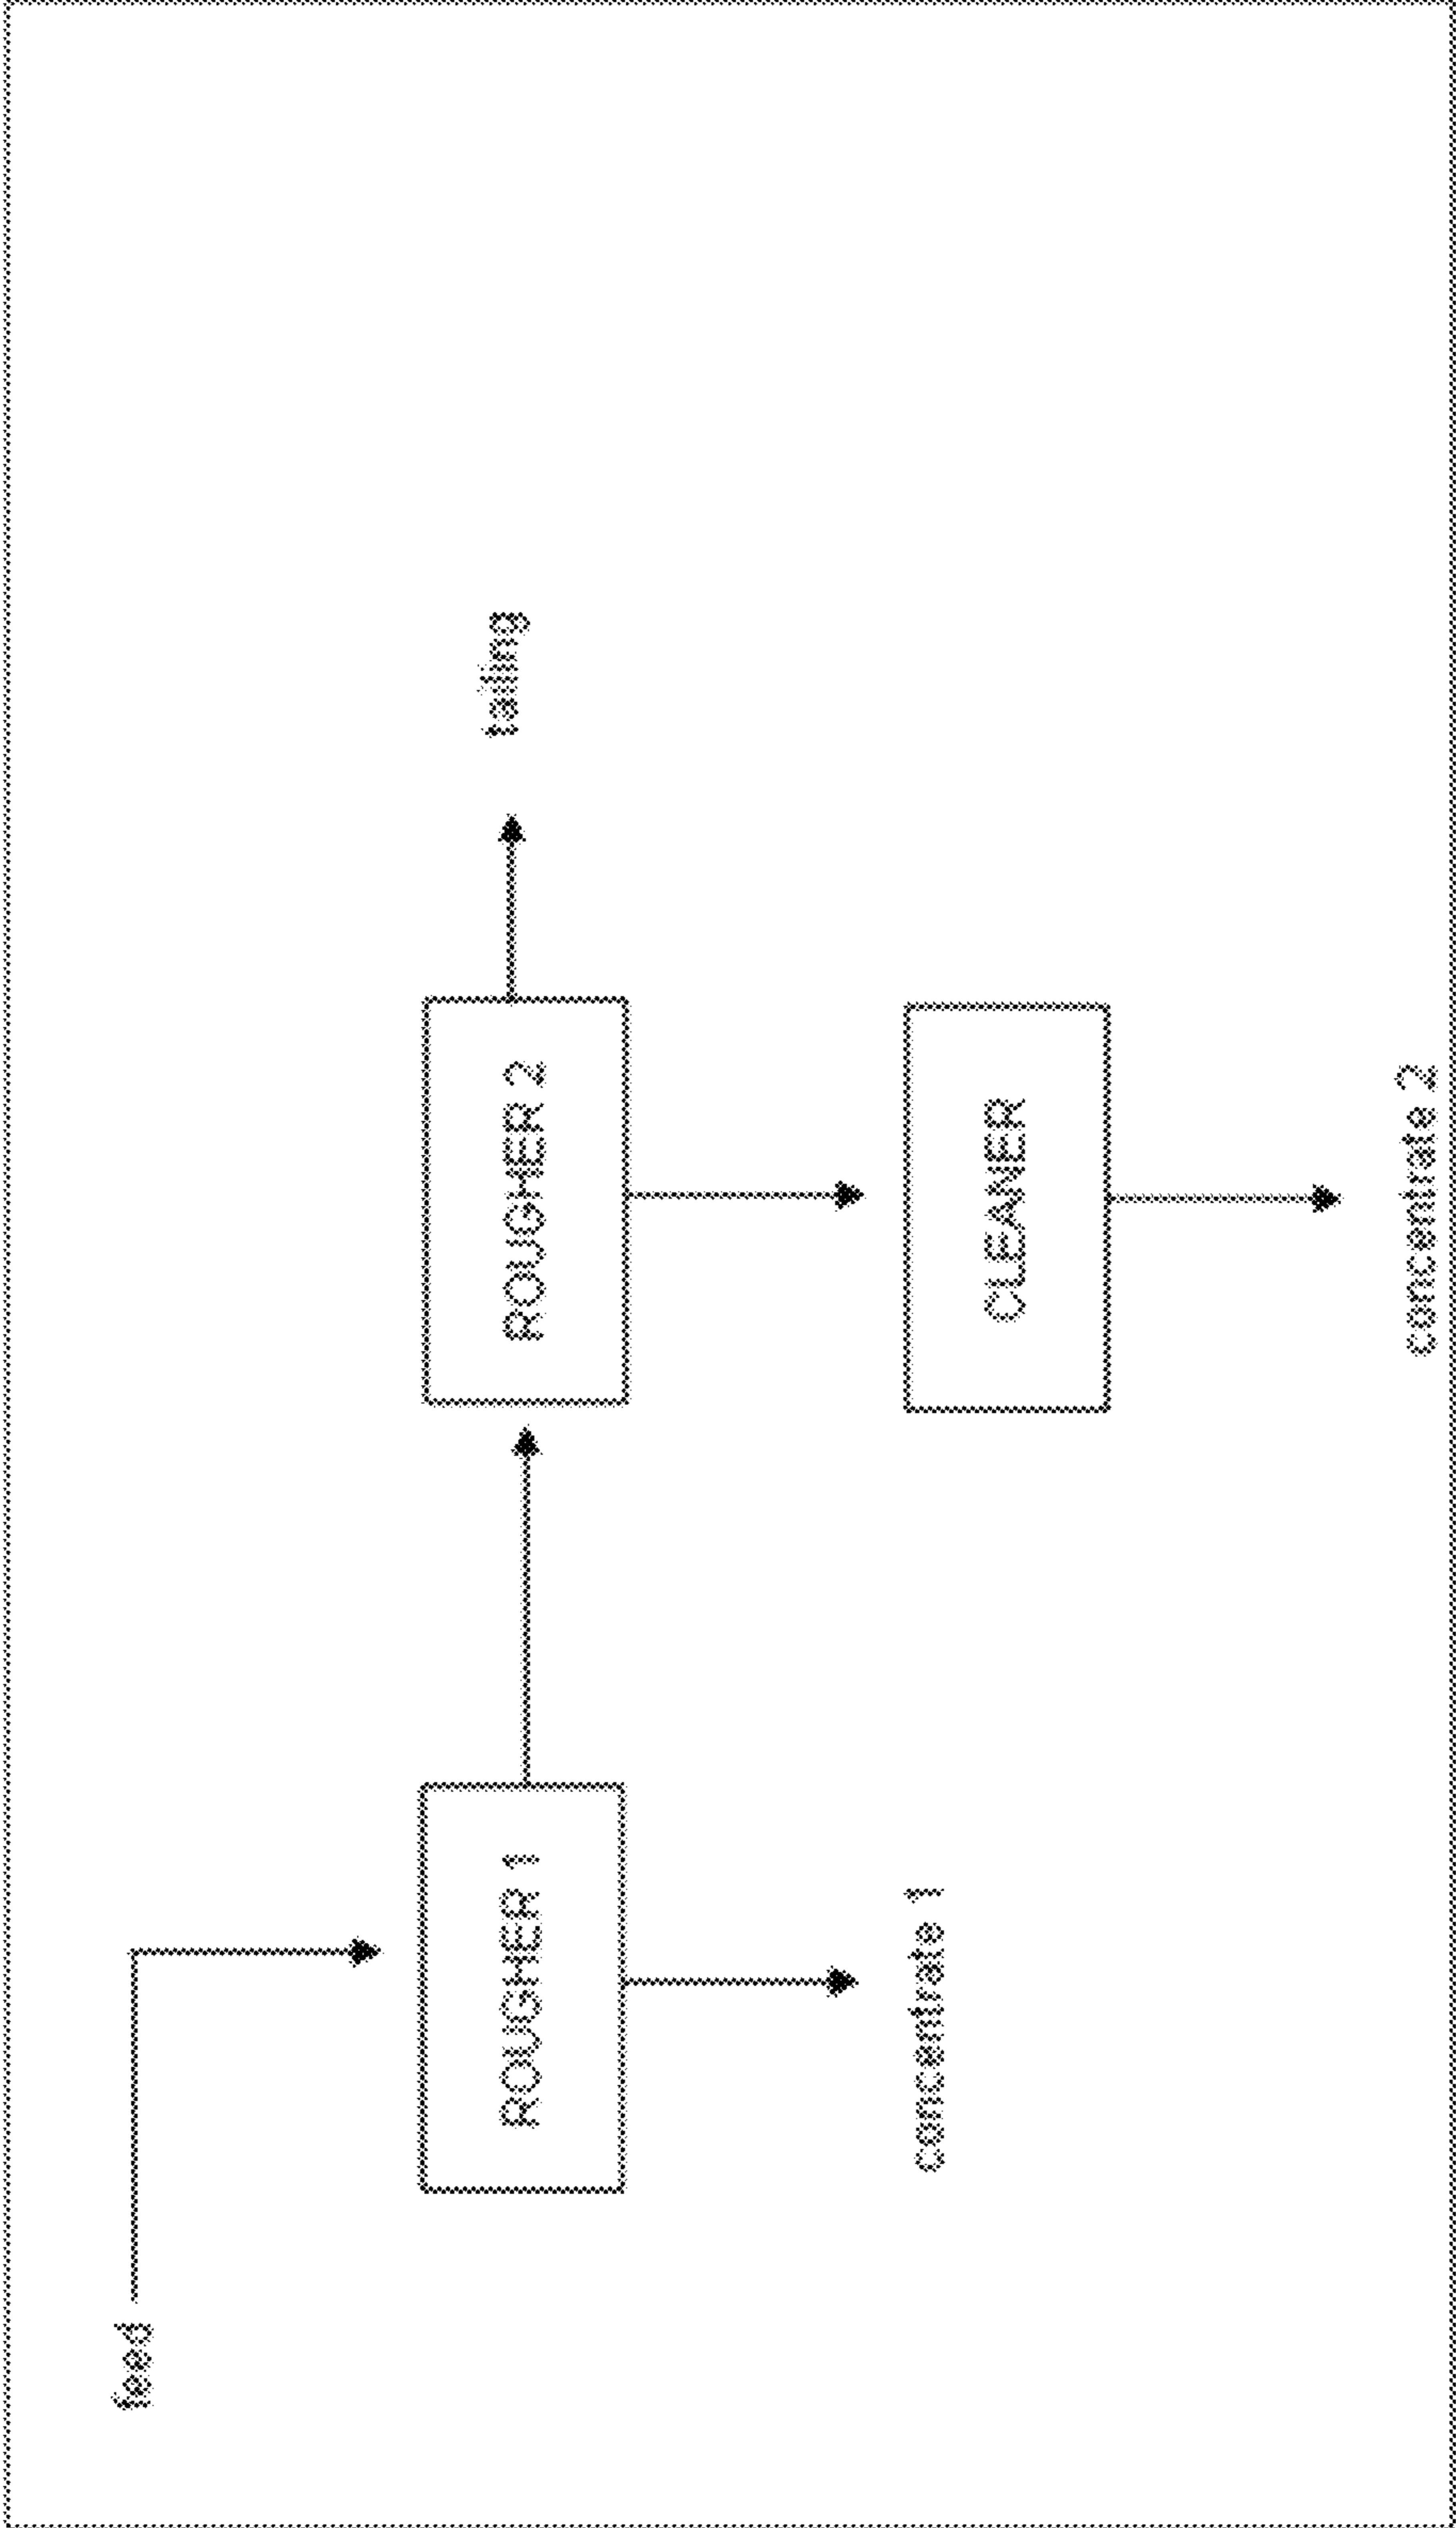 feed
ROUGHER 1
ROUGHER 2
tailing
concentrate 1
CLEANER
concentrate 2